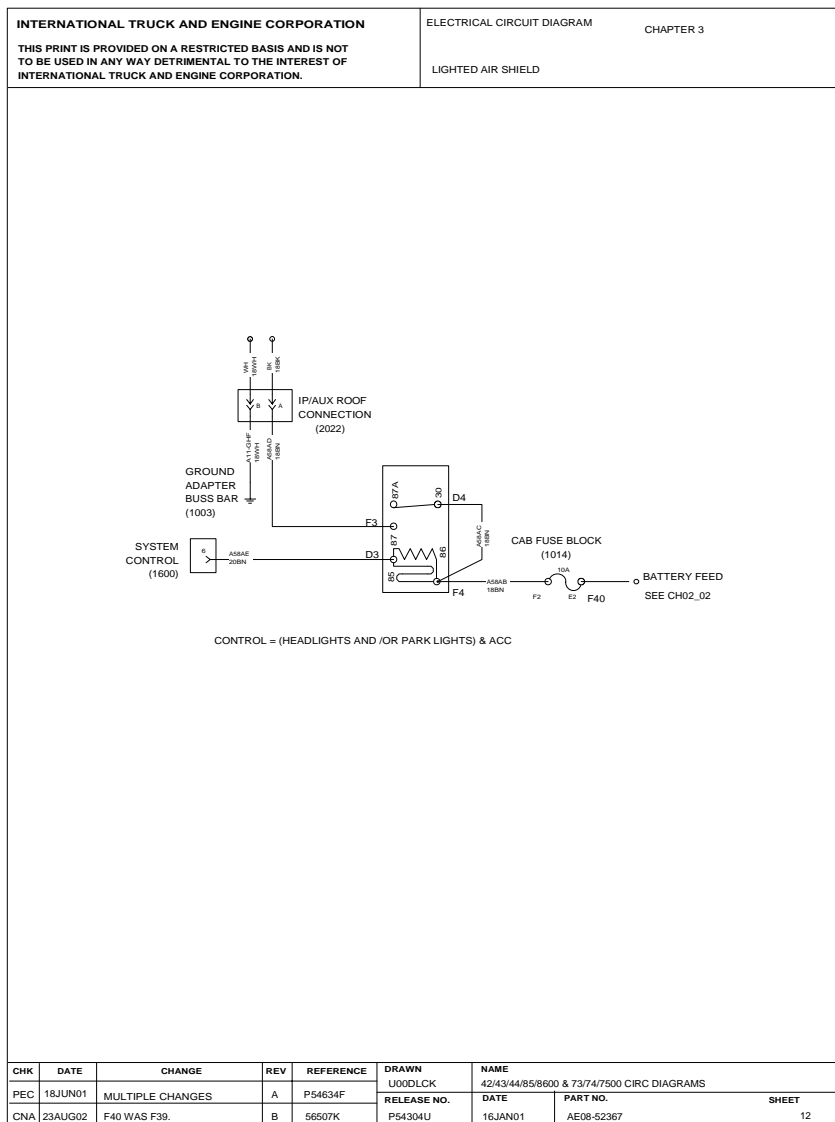 INTERNATIONAL TRUCK AND ENGINE CORPORATION
THIS PRINT IS PROVIDED ON A RESTRICTED BASIS AND IS NOT
TO BE USED IN ANY WAY DETRIMENTAL TO THE INTEREST OF
INTERNATIONAL TRUCK AND ENGINE CORPORATION.
ELECTRICAL CIRCUIT DIAGRAM
CHAPTER 3
LIGHTED AIR SHIELD
WH
18WH
BK
18BK
B
A
IP/AUX ROOF
CONNECTION
(2022)
A11-GHF
18WH
A58AD
18BN
GROUND
ADAPTER
BUSS BAR
(1003)
87A
30
D4
F3
87
86
A58AC
18BN
SYSTEM
CONTROL
(1600)
6
A58AE
20BN
D3
85
F4
CAB FUSE BLOCK
(1014)
10A
A58AB
18BN
F2
E2
F40
BATTERY FEED
SEE CH02_02
CONTROL = (HEADLIGHTS AND /OR PARK LIGHTS) & ACC
CHK DATE CHANGE REV REFERENCE DRAWN NAME
U00DLCK 42/43/44/85/8600 & 73/74/7500 CIRC DIAGRAMS
PEC 18JUN01 MULTIPLE CHANGES A P54634F RELEASE NO. DATE PART NO. SHEET
CNA 23AUG02 F40 WAS F39. B 56507K P54304U 16JAN01 AE08-52367 12